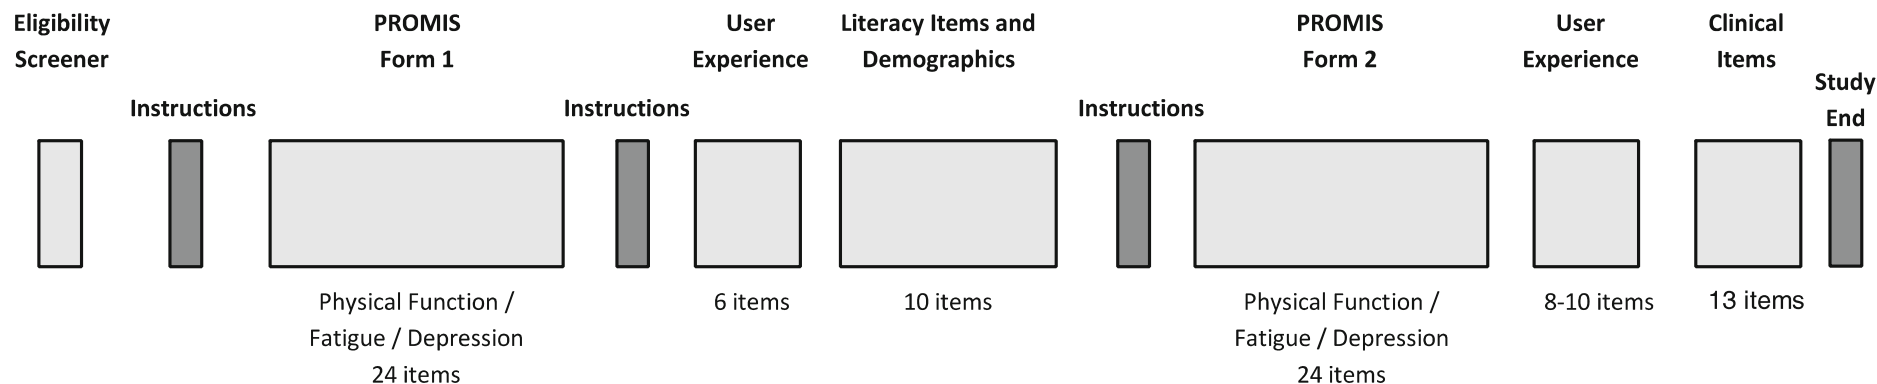 Eligibility
Screener
Instructions
PROMIS
Form 1
Instructions
User
Experience
Literacy Items and
Demographics
Instructions
PROMIS
Form 2
User
Experience
Clinical
Items
Study
End
Physical Function /
Fatigue / Depression
24 items
6 items
10 items
Physical Function /
Fatigue / Depression
24 items
8-10 items
13 items